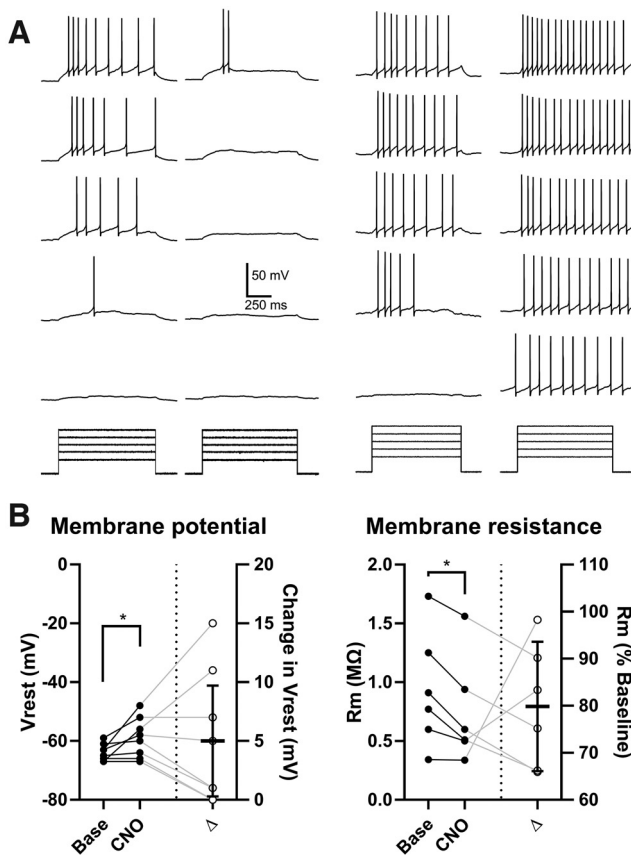 A
50 mV
250 ms
B
Membrane potential
Membrane resistance
0
-20
-40
-60
-80
Vrest (mV)
20
15
10
5
0
Change in Vrest (mV)
*
Base
CNO
Δ
2.0
1.5
1.0
0.5
0.0
Rm (MΩ)
110
100
90
80
70
60
Rm (% Baseline)
*
Base
CNO
Δ